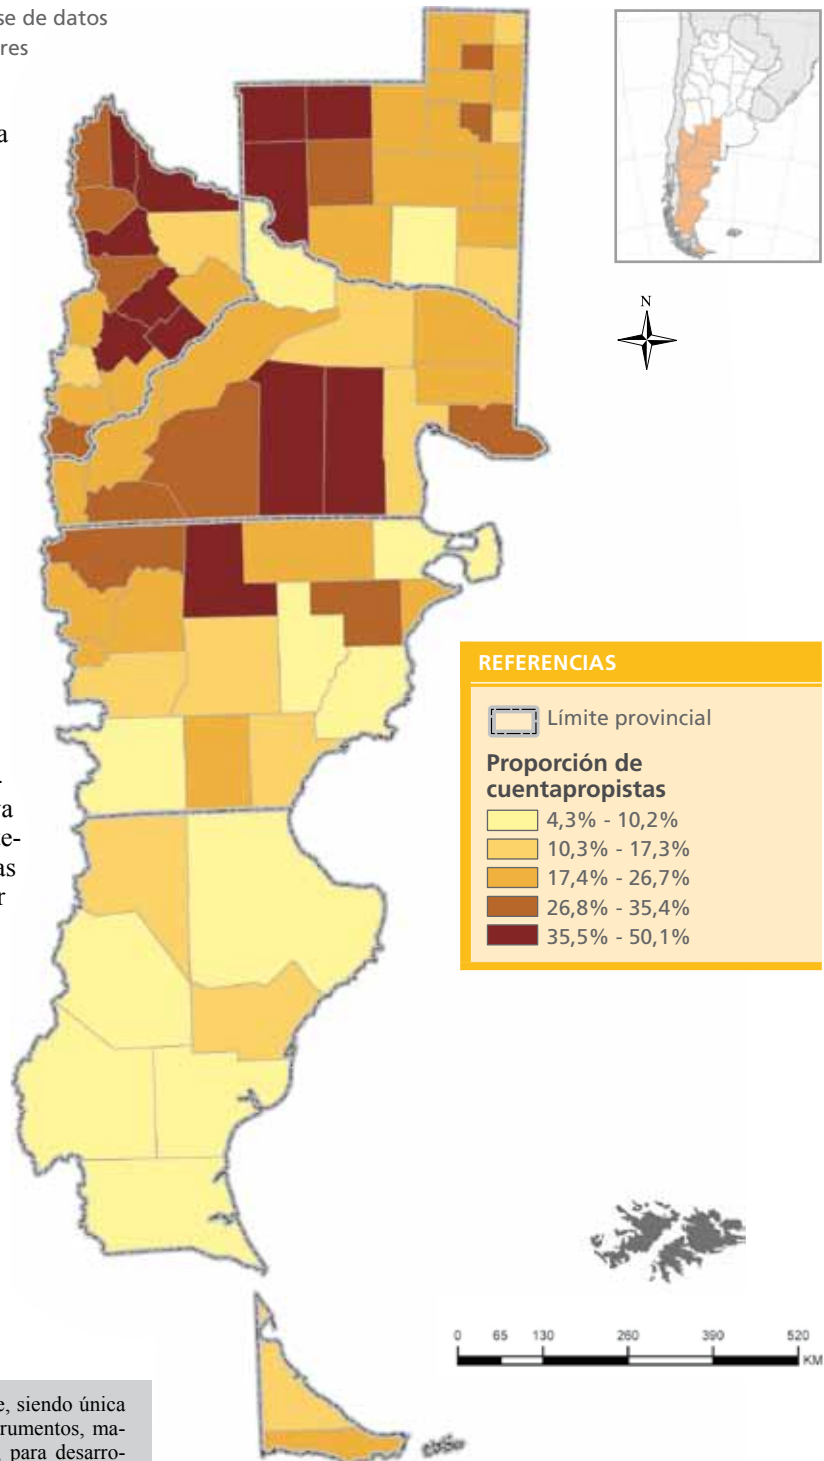 se de datos
res
a
N
REFERENCIAS
Límite provincial
Proporción de
cuentapropistas
4,3% - 10,2%
10,3% - 17,3%
17,4% - 26,7%
26,8% - 35,4%
35,5% - 50,1%
-
a
e-
as
r
0 65 130 260 390 520
KM
e, siendo única
rumentos, ma-
, para desarro-